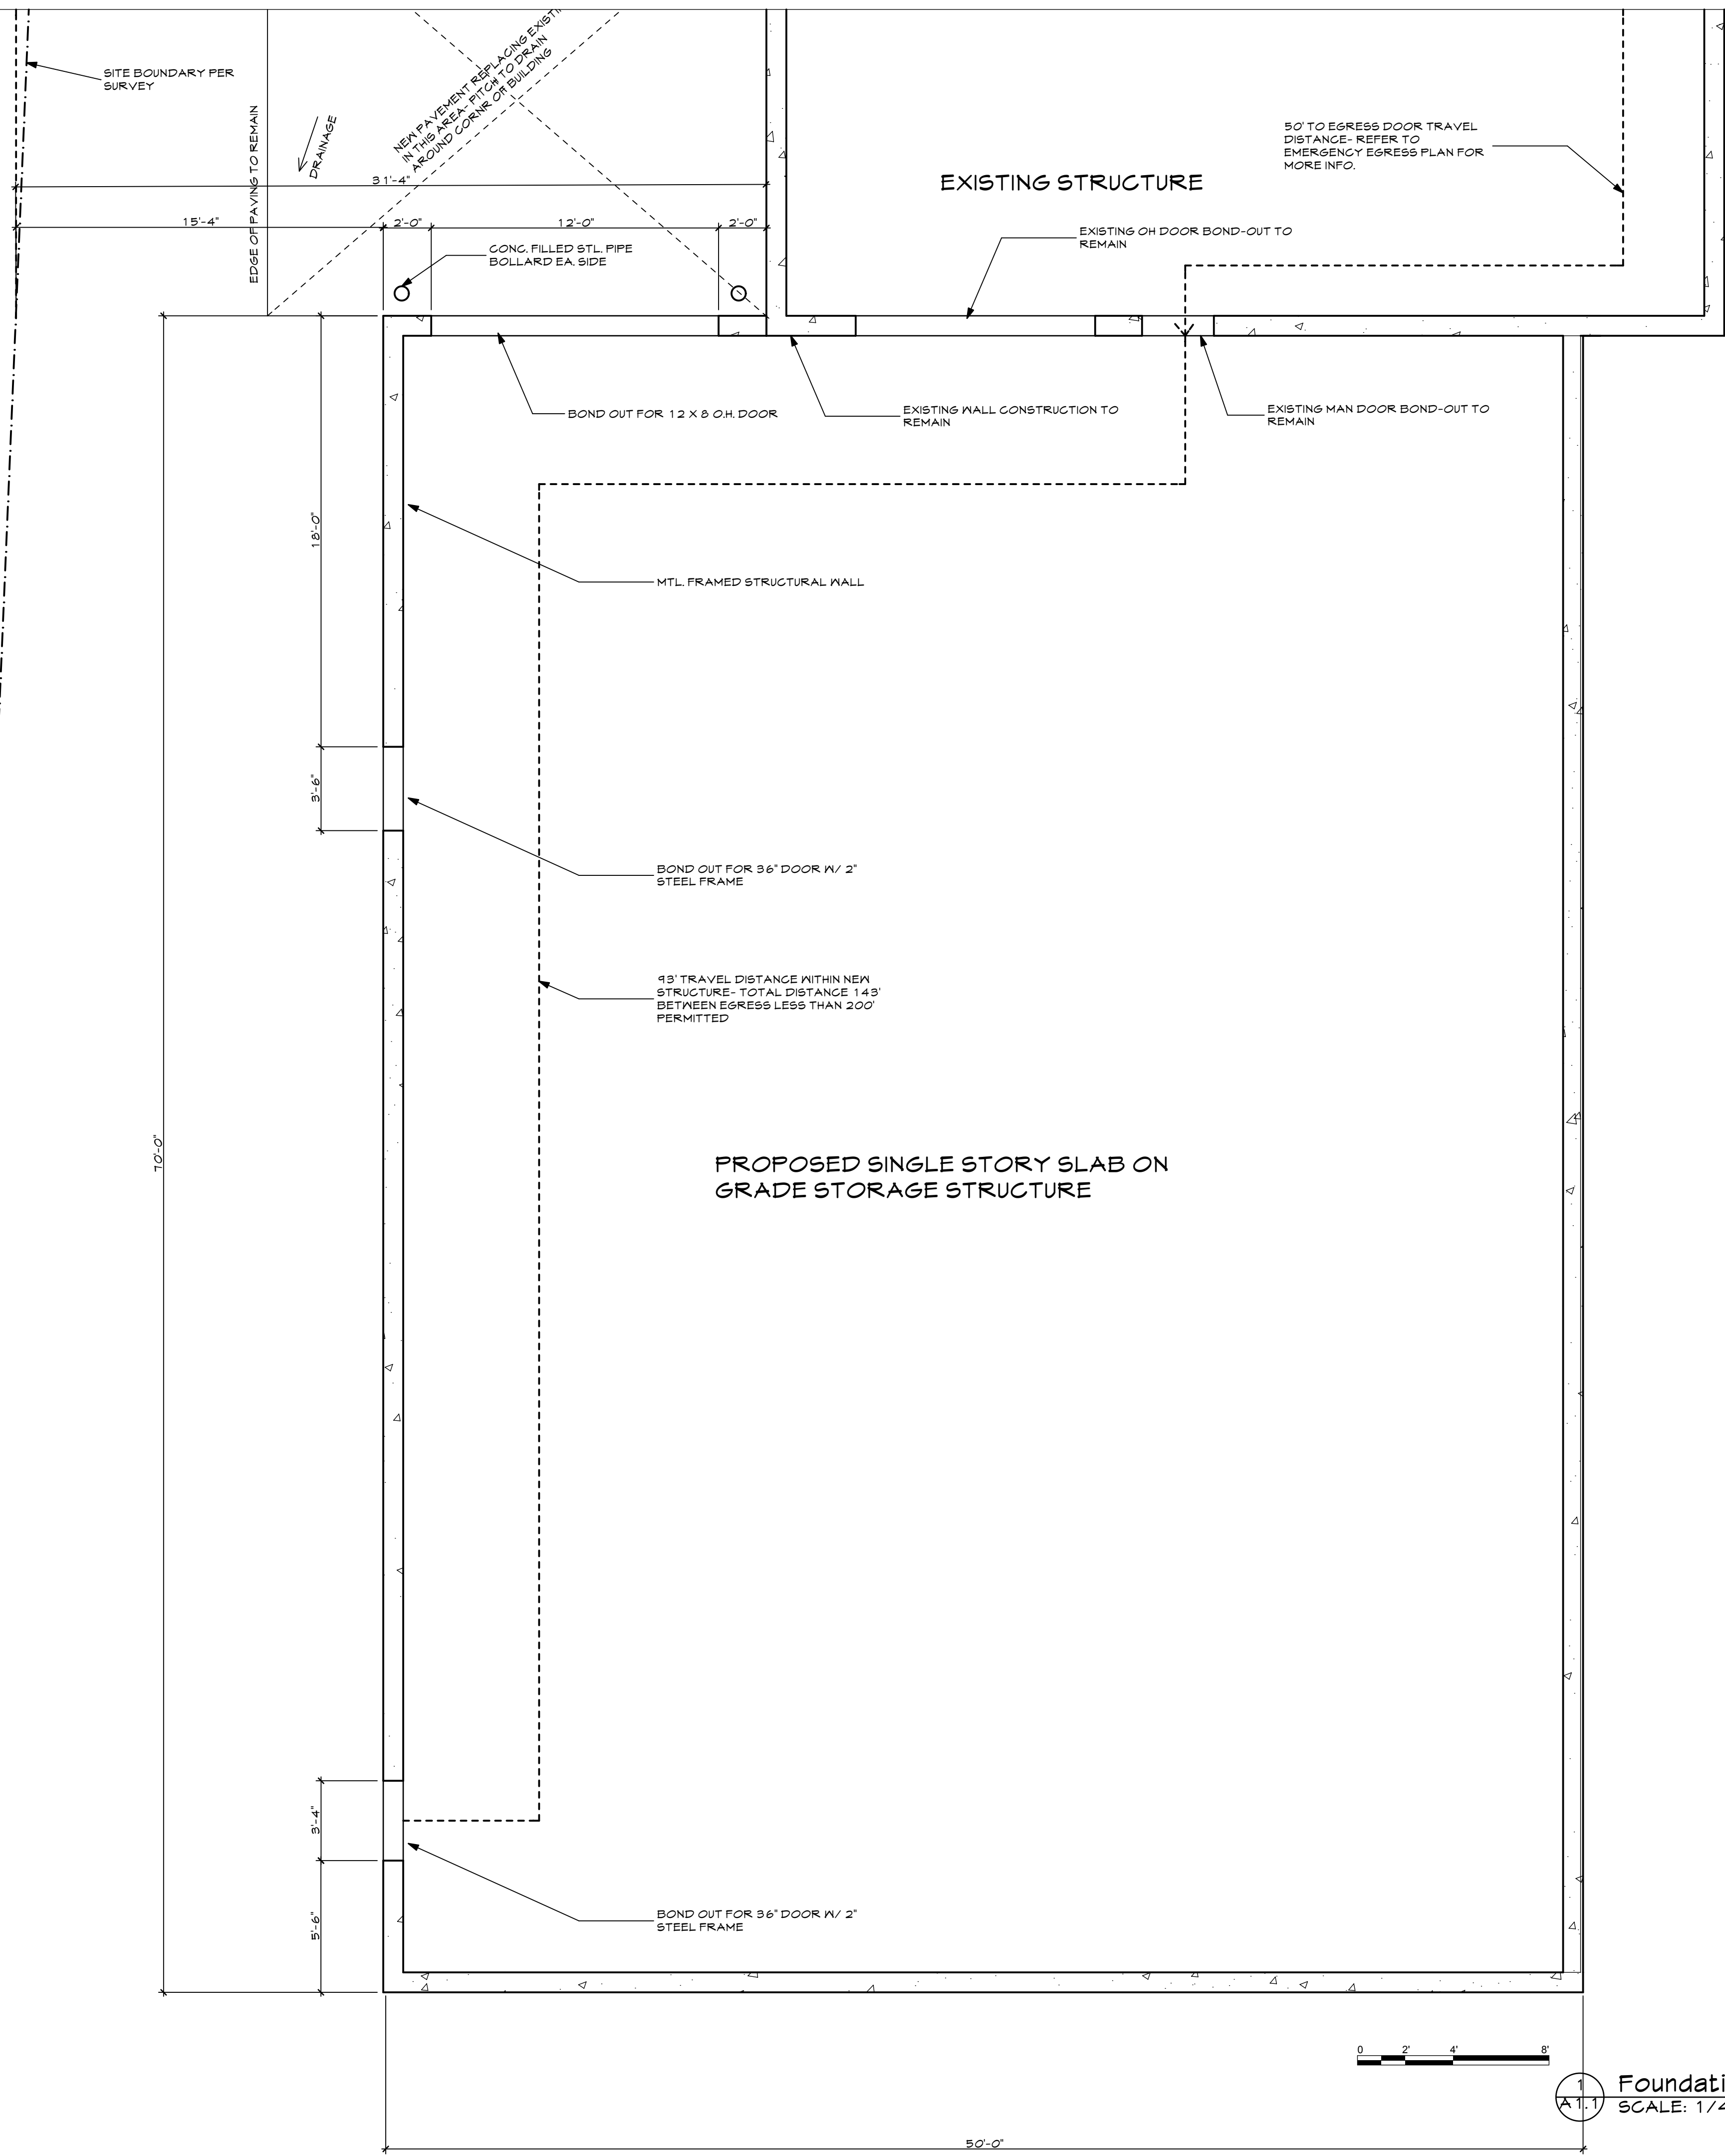 SITE BOUNDARY PER
SURVEY
EDGE OF PAVING TO REMAIN
DRAINAGE
NEW PAVEMENT REPLACING
IN THIS AREA- PITCH TO DRAIN
AROUND CORNR OF BUILDING
31'-4"
15'-4"
2'-0"
12'-0"
2'-0"
CONC. FILLED STL. PIPE
BOLLARD EA. SIDE
EXISTING STRUCTURE
50' TO EGRESS DOOR TRAVEL
DISTANCE- REFER TO
EMERGENCY EGRESS PLAN FOR
MORE INFO.
EXISTING OH DOOR BOND-OUT TO
REMAIN
BOND OUT FOR 12 X 8 O.H. DOOR
EXISTING WALL CONSTRUCTION TO
REMAIN
EXISTING MAN DOOR BOND-OUT TO
REMAIN
18'-0"
MTL. FRAMED STRUCTURAL WALL
3'-6"
BOND OUT FOR 36" DOOR W/ 2"
STEEL FRAME
93' TRAVEL DISTANCE WITHIN NEW
STRUCTURE- TOTAL DISTANCE 143'
BETWEEN EGRESS LESS THAN 200'
PERMITTED
70'-0"
PROPOSED SINGLE STORY SLAB ON
GRADE STORAGE STRUCTURE
3'-4"
5'-6"
BOND OUT FOR 36" DOOR W/ 2"
STEEL FRAME
0 2' 4' 8'
1
A1.1
Foundati
SCALE: 1/4
50'-0"